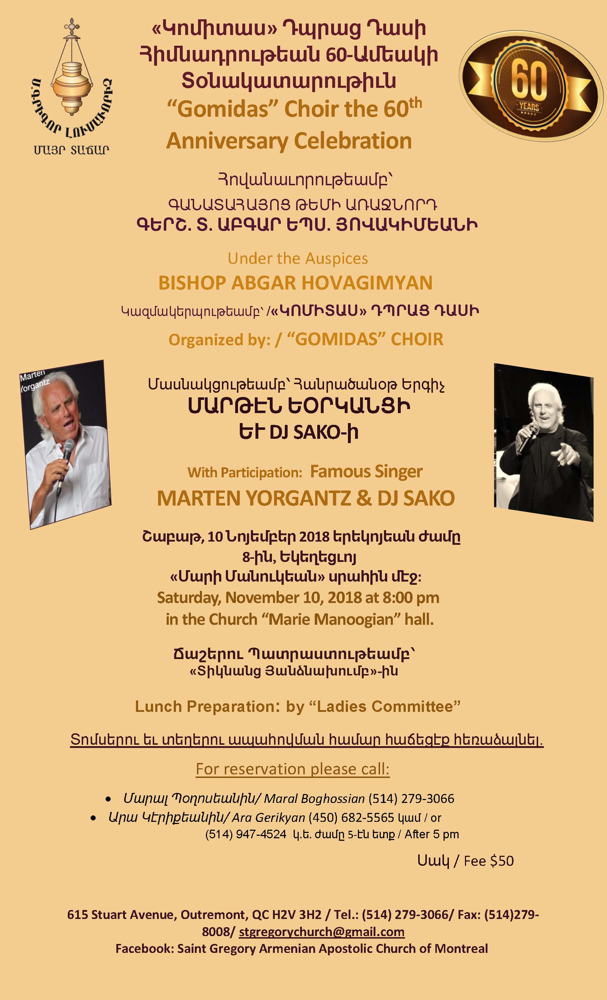 «Կոմիտաս» Դպրաց Դասի
Հիմնադրութեան 60-Ամեակի
Տօնակատարութիւն
“Gomidas” Choir the 60th
Anniversary Celebration
Ս.ԳՐԻԳՈՐ ԼՈՒՍԱՒՈՐԻՉ
ՄԱՅՐ ՏԱՃԱՐ
60
YEARS
Հովանաւորութեամբ՝
ԳԱՆԱՏԱՀԱՅՈՑ ԹԵՄԻ ԱՌԱՋՆՈՐԴ
ԳԵՐՇ. Տ. ԱԲԳԱՐ ԵՊՍ. ՅՈՎԱԿԻՄԵԱՆԻ
Under the Auspices
BISHOP ABGAR HOVAGIMYAN
Կազմակերպութեամբ՝ /«ԿՈՄԻՏԱՍ» ԴՊՐԱՑ ԴԱՍԻ
Organized by: / “GOMIDAS” CHOIR
Marten
Yorgantz
Մասնակցութեամբ՝ Հանրածանօթ Երգիչ
ՄԱՐԹԷՆ ԵՕՐԿԱՆՑԻ
ԵՒ DJ SAKO-ի
With Participation: Famous Singer
MARTEN YORGANTZ & DJ SAKO
Շաբաթ, 10 Նոյեմբեր 2018 երեկոյեան ժամը
8-ին, Եկեղեցւոյ
«Մարի Մանուկեան» սրահին մէջ:
Saturday, November 10, 2018 at 8:00 pm
in the Church “Marie Manoogian” hall.
Ճաշերու Պատրաստութեամբ՝
«Տիկնանց Յանձնախումբ»-ին
Lunch Preparation: by “Ladies Committee”
Տոմսերու եւ տեղերու ապահովման համար հաճեցէք հեռաձայնել.
For reservation please call:
• Մարալ Պօղոսեանին/ Maral Boghossian (514) 279-3066
• Արա Կէրիքեանին/ Ara Gerikyan (450) 682-5565 կամ / or
(514) 947-4524 կ.ե. ժամը 5-էն ետք / After 5 pm
Սակ / Fee $50
615 Stuart Avenue, Outremont, QC H2V 3H2 / Tel.: (514) 279-3066/ Fax: (514)279-
8008/ stgregorychurch@gmail.com
Facebook: Saint Gregory Armenian Apostolic Church of Montreal